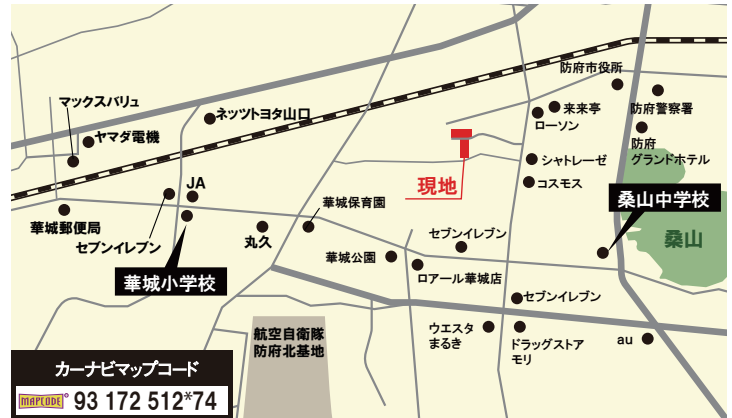 防府市役所
マックスバリュ
ネッツトヨタ山口
来来亭
ローソン
防府警察署
ヤマダ電機
防府
グランドホテル
シャトレーゼ
コスモス
現地
JA
桑山中学校
華城保育園
華城郵便局
セブンイレブン
丸久
セブンイレブン
桑山
華城公園
ロアール華城店
華城小学校
セブンイレブン
航空自衛隊
防府北基地
ウエスタ
まるき
ドラッグストア
モリ
au
カーナビマップコード
MAPCODE® 93 172 512*74